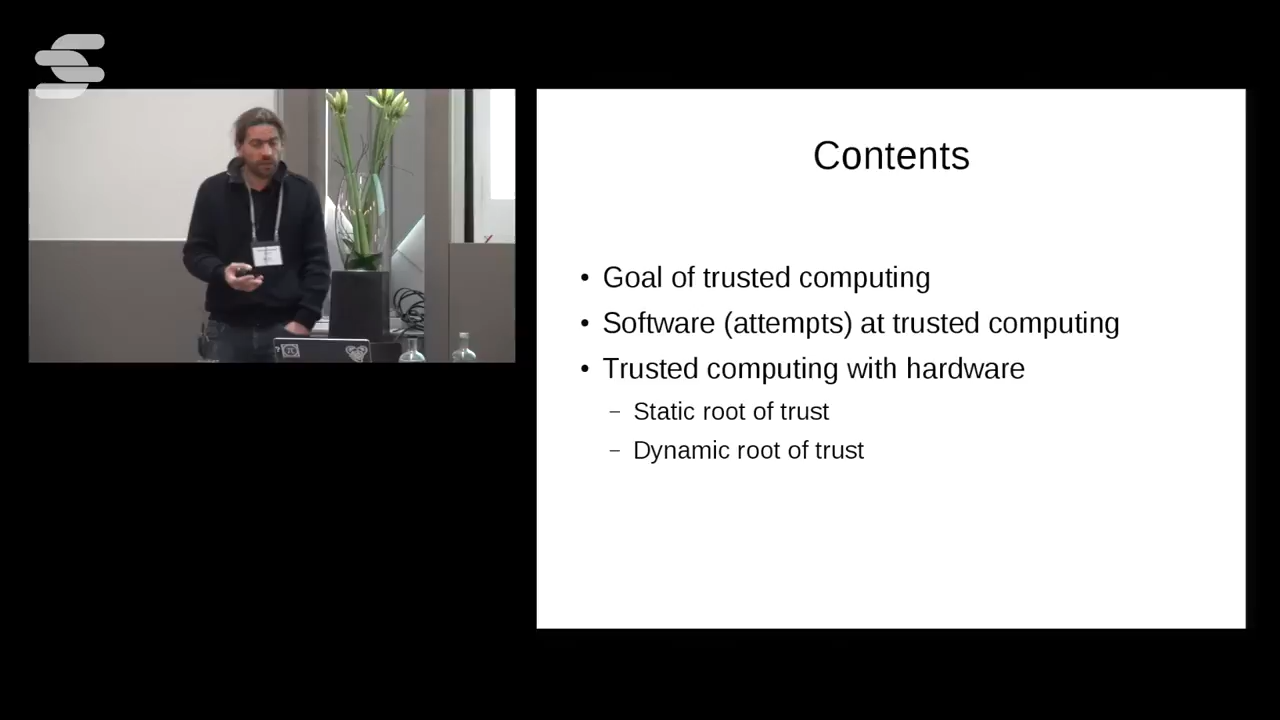 Contents
• Goal of trusted computing
• Software (attempts) at trusted computing
• Trusted computing with hardware
– Static root of trust
– Dynamic root of trust